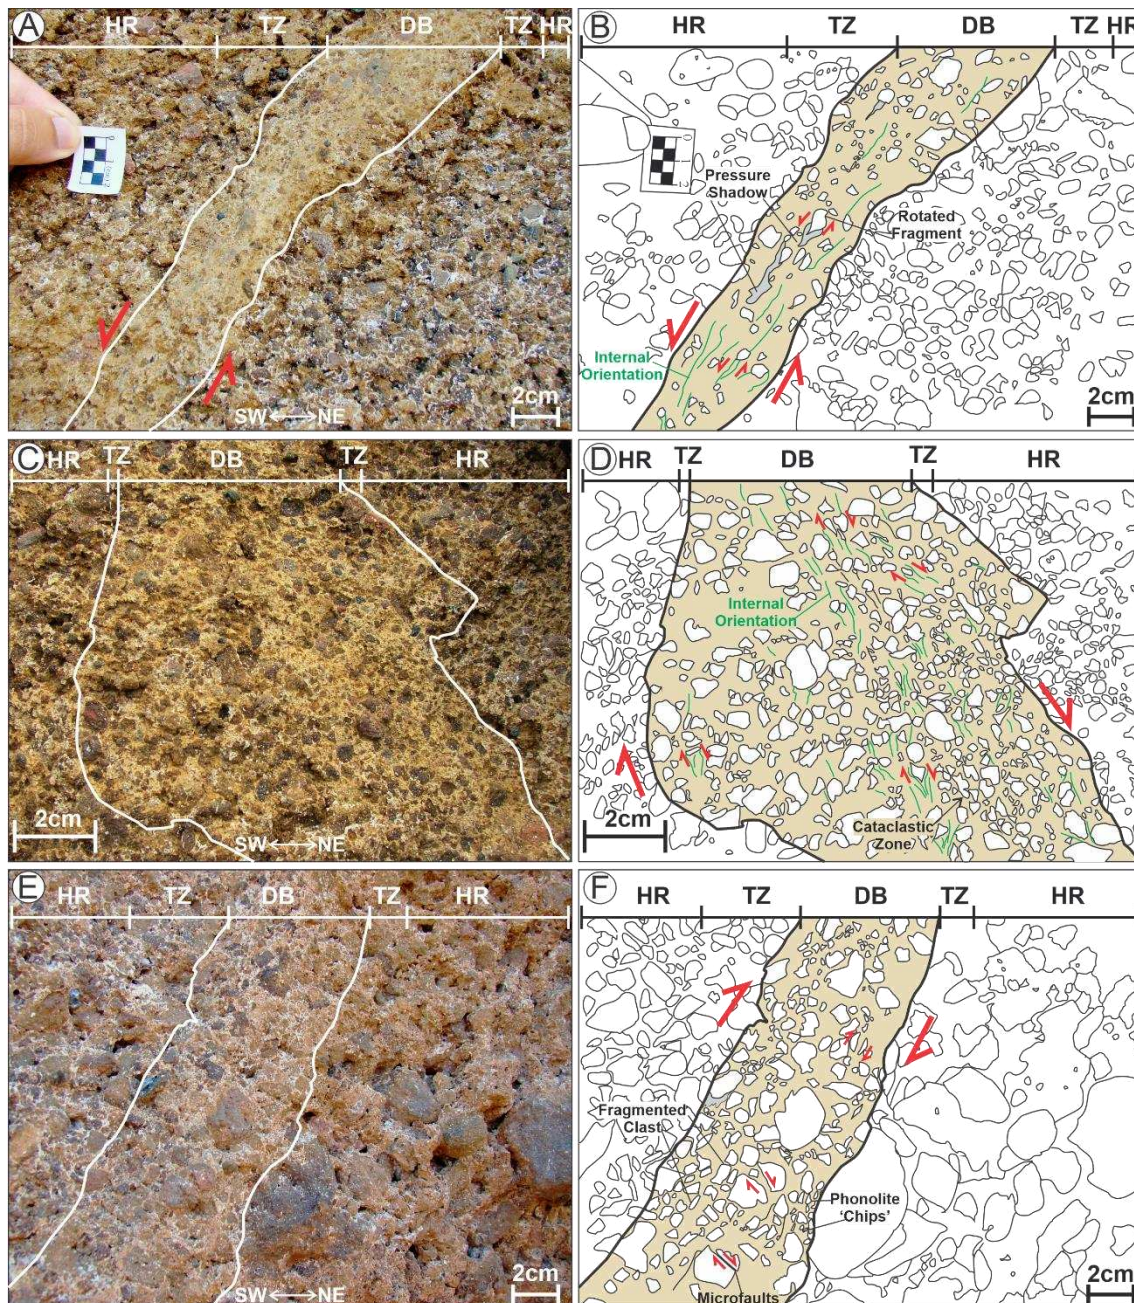 A
HR TZ DB TZ HR
SW NE
2cm
B
HR TZ DB TZ HR
Pressure
Shadow
Rotated
Fragment
Internal
Orientation
2cm
C
HR TZ DB TZ HR
2cm
SW NE
D
HR TZ DB TZ HR
Internal
Orientation
2cm
Cataclastic
Zone
E
HR TZ DB TZ HR
SW NE
2cm
F
HR TZ DB TZ HR
Fragmented
Clast
Phonolite
'Chips'
Microfaults
2cm